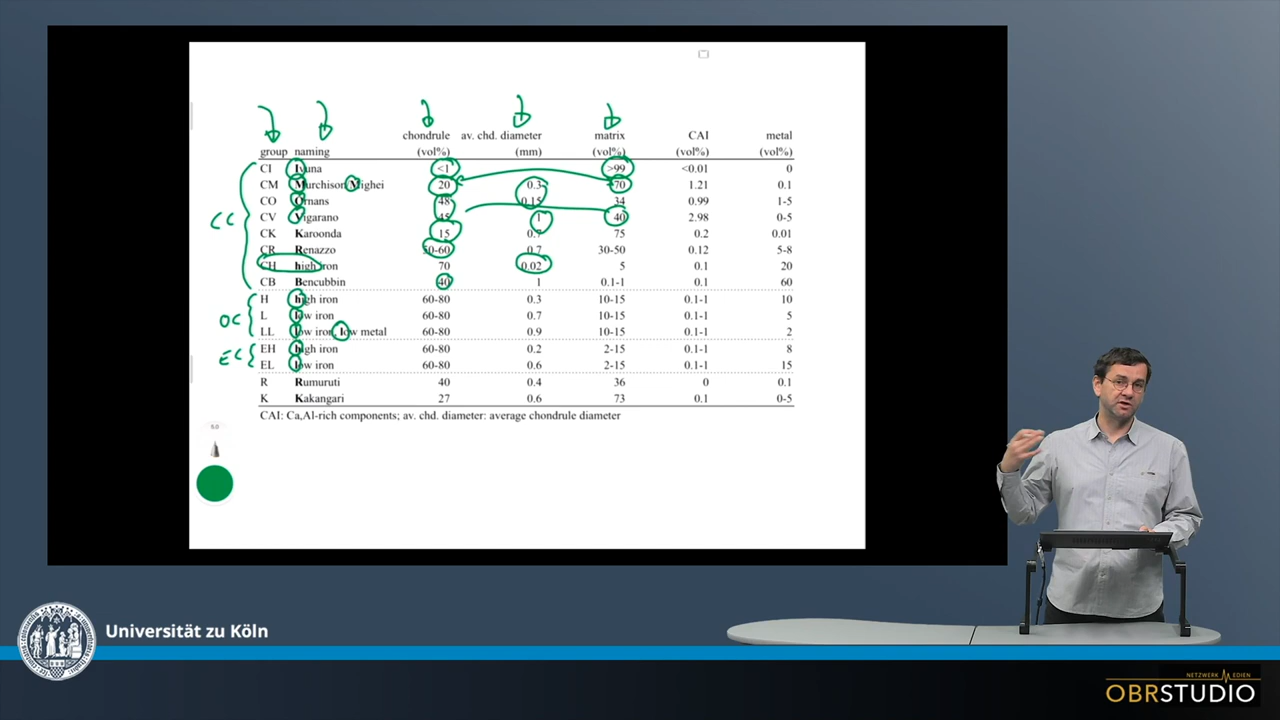 chondrule av. chd. diameter matrix CAI metal
group naming (vol%) (mm) (vol%) (vol%) (vol%)
CI Ivuna <1 >99 <0.01 0
CM Murchison Mighei 20 0.3 70 1.21 0.1
CO Ornans 48 0.15 34 0.99 1-5
CV Vigarano 45 1 40 2.98 0-5
CK Karoonda 15 0.7 75 0.2 0.01
CR Renazzo 50-60 0.7 30-50 0.12 5-8
CH high iron 70 0.02 5 0.1 20
CB Bencubbin 40 1 0.1-1 0.1 60
H high iron 60-80 0.3 10-15 0.1-1 10
L low iron 60-80 0.7 10-15 0.1-1 5
LL low iron low metal 60-80 0.9 10-15 0.1-1 2
EH high iron 60-80 0.2 2-15 0.1-1 8
EL low iron 60-80 0.6 2-15 0.1-1 15
R Rumuruti 40 0.4 36 0 0.1
K Kakangari 27 0.6 73 0.1 0-5
CAI: Ca,Al-rich components; av. chd. diameter: average chondrule diameter
CC
OC
EC
5.0
Universität zu Köln
NETZWERK MEDIEN
OBRSTUDIO